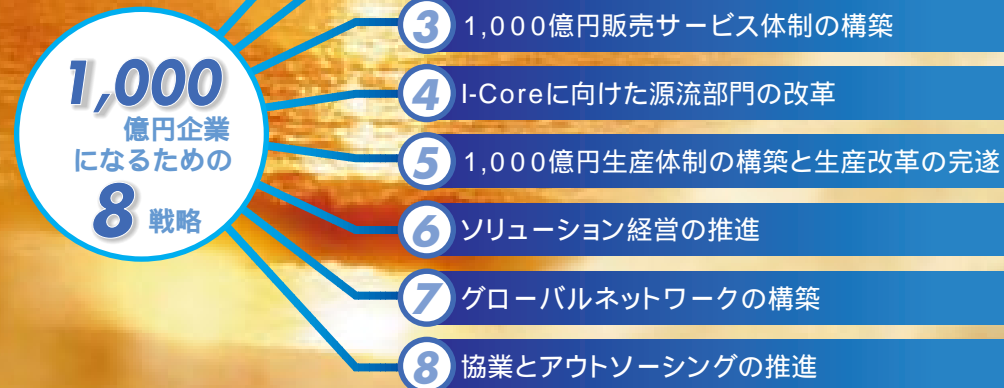 1,000
億円企業
になるための
8 戦略
3 1,000億円販売サービス体制の構築
4 I-Coreに向けた源流部門の改革
5 1,000億円生産体制の構築と生産改革の完遂
6 ソリューション経営の推進
7 グローバルネットワークの構築
8 協業とアウトソーシングの推進